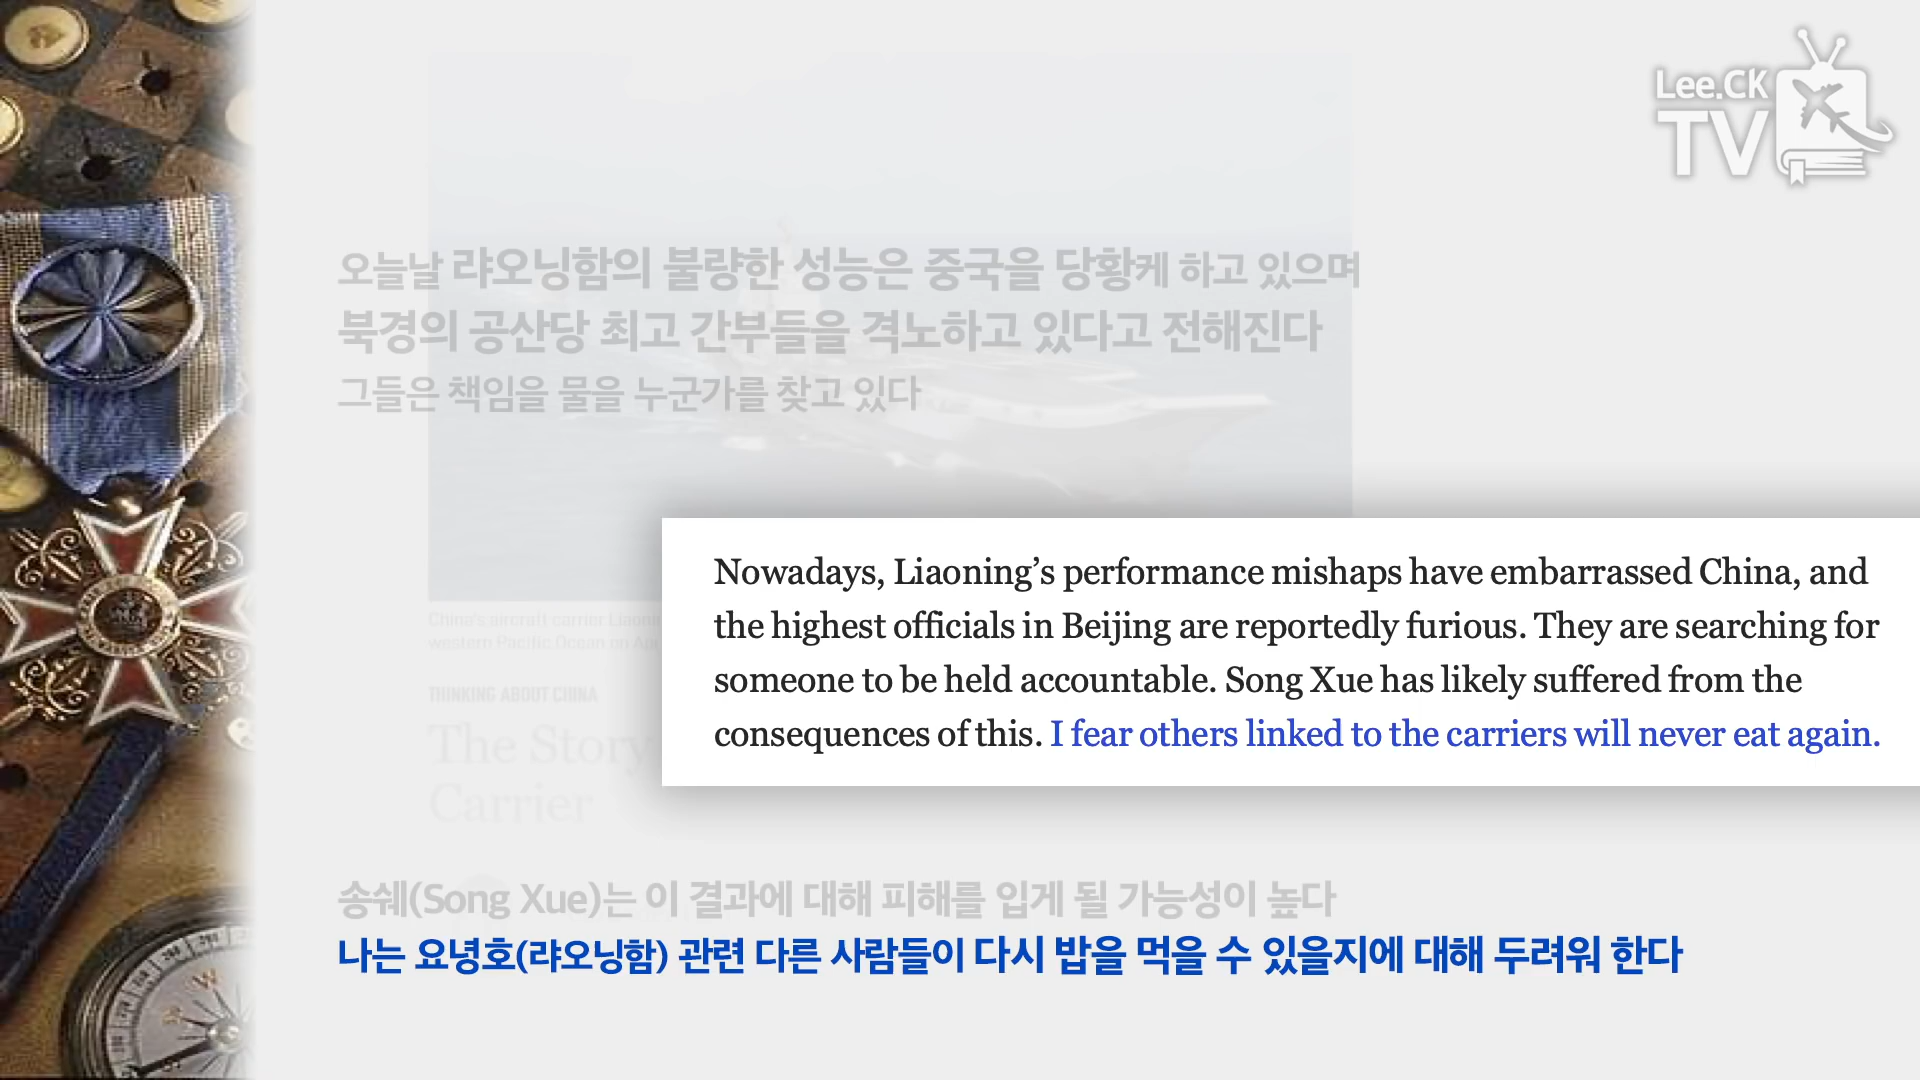 Lee.CK
TV
오늘날 랴오닝함의 불량한 성능은 중국을 당황케 하고 있으며
북경의 공산당 최고 간부들을 격노하고 있다고 전해진다
그들은 책임을 물을 누군가를 찾고 있다
Nowadays, Liaoning’s performance mishaps have embarrassed China, and
the highest officials in Beijing are reportedly furious. They are searching for
someone to be held accountable. Song Xue has likely suffered from the
consequences of this. I fear others linked to the carriers will never eat again.
China's aircraft carrier Liaoni
western Pacific Ocean on Ap
THINKING ABOUT CHINA
The Story
Carrier
송쉐(Song Xue)는 이 결과에 대해 피해를 입게 될 가능성이 높다
나는 요녕호(랴오닝함) 관련 다른 사람들이 다시 밥을 먹을 수 있을지에 대해 두려워 한다